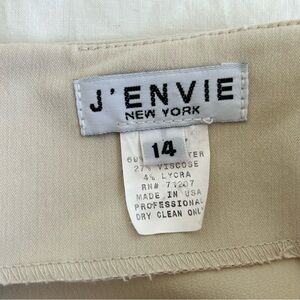 J'ENVIE
NEW YORK
14
27% VISCOSE
4% LYCRA
RN# 71207
MADE IN USA
PROFESSIONAL
DRY CLEAN ONLY